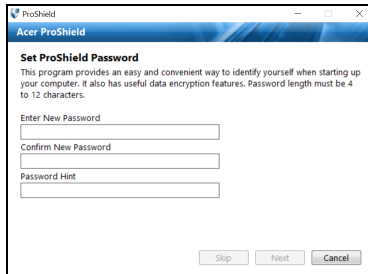 ProShield
Acer ProShield
Set ProShield Password
This program provides an easy and convenient way to identify yourself when starting up
your computer. It also has useful data encryption features. Password length must be 4
to 12 characters.
Enter New Password
Confirm New Password
Password Hint
Skip Next Cancel